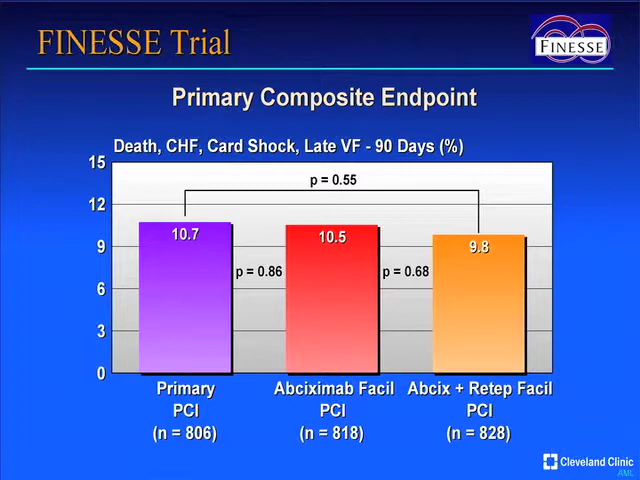 FINESSE Trial
FINESSE
Primary Composite Endpoint
Death, CHF, Card Shock, Late VF - 90 Days (%)
15
12
9
6
3
0
p = 0.55
10.7
10.5
9.8
p = 0.86
p = 0.68
Primary
PCI
(n = 806)
Abciximab Facil
PCI
(n = 818)
Abcix + Retep Facil
PCI
(n = 828)
Cleveland Clinic
AML